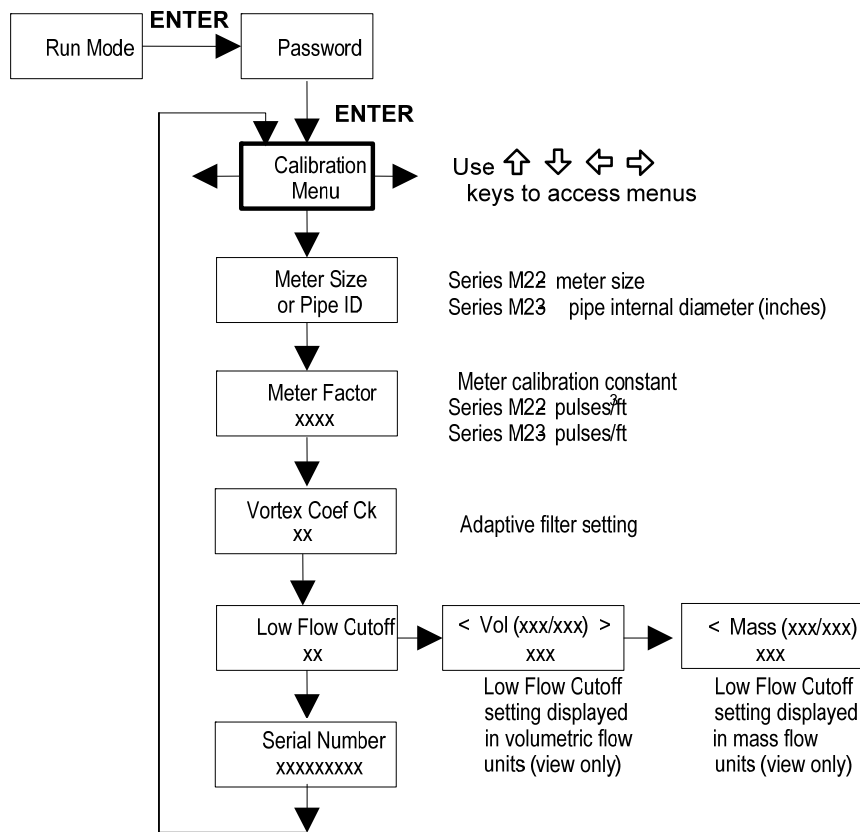 ENTER
Run Mode
Password
ENTER
Calibration
Menu
Use ⇧ ⇩ ⇦ ⇨
keys to access menus
Meter Size
or Pipe ID
Series M22- meter size
Series M23- pipe internal diameter (inches)
Meter Factor
xxxx
Meter calibration constant
Series M22- pulses/ft³
Series M23- pulses/ft
Vortex Coef Ck
xx
Adaptive filter setting
Low Flow Cutoff
xx
< Vol (xxx/xxx) >
xxx
< Mass (xxx/xxx)
xxx
Low Flow Cutoff
setting displayed
in volumetric flow
units (view only)
Low Flow Cutoff
setting displayed
in mass flow
units (view only)
Serial Number
xxxxxxxxx